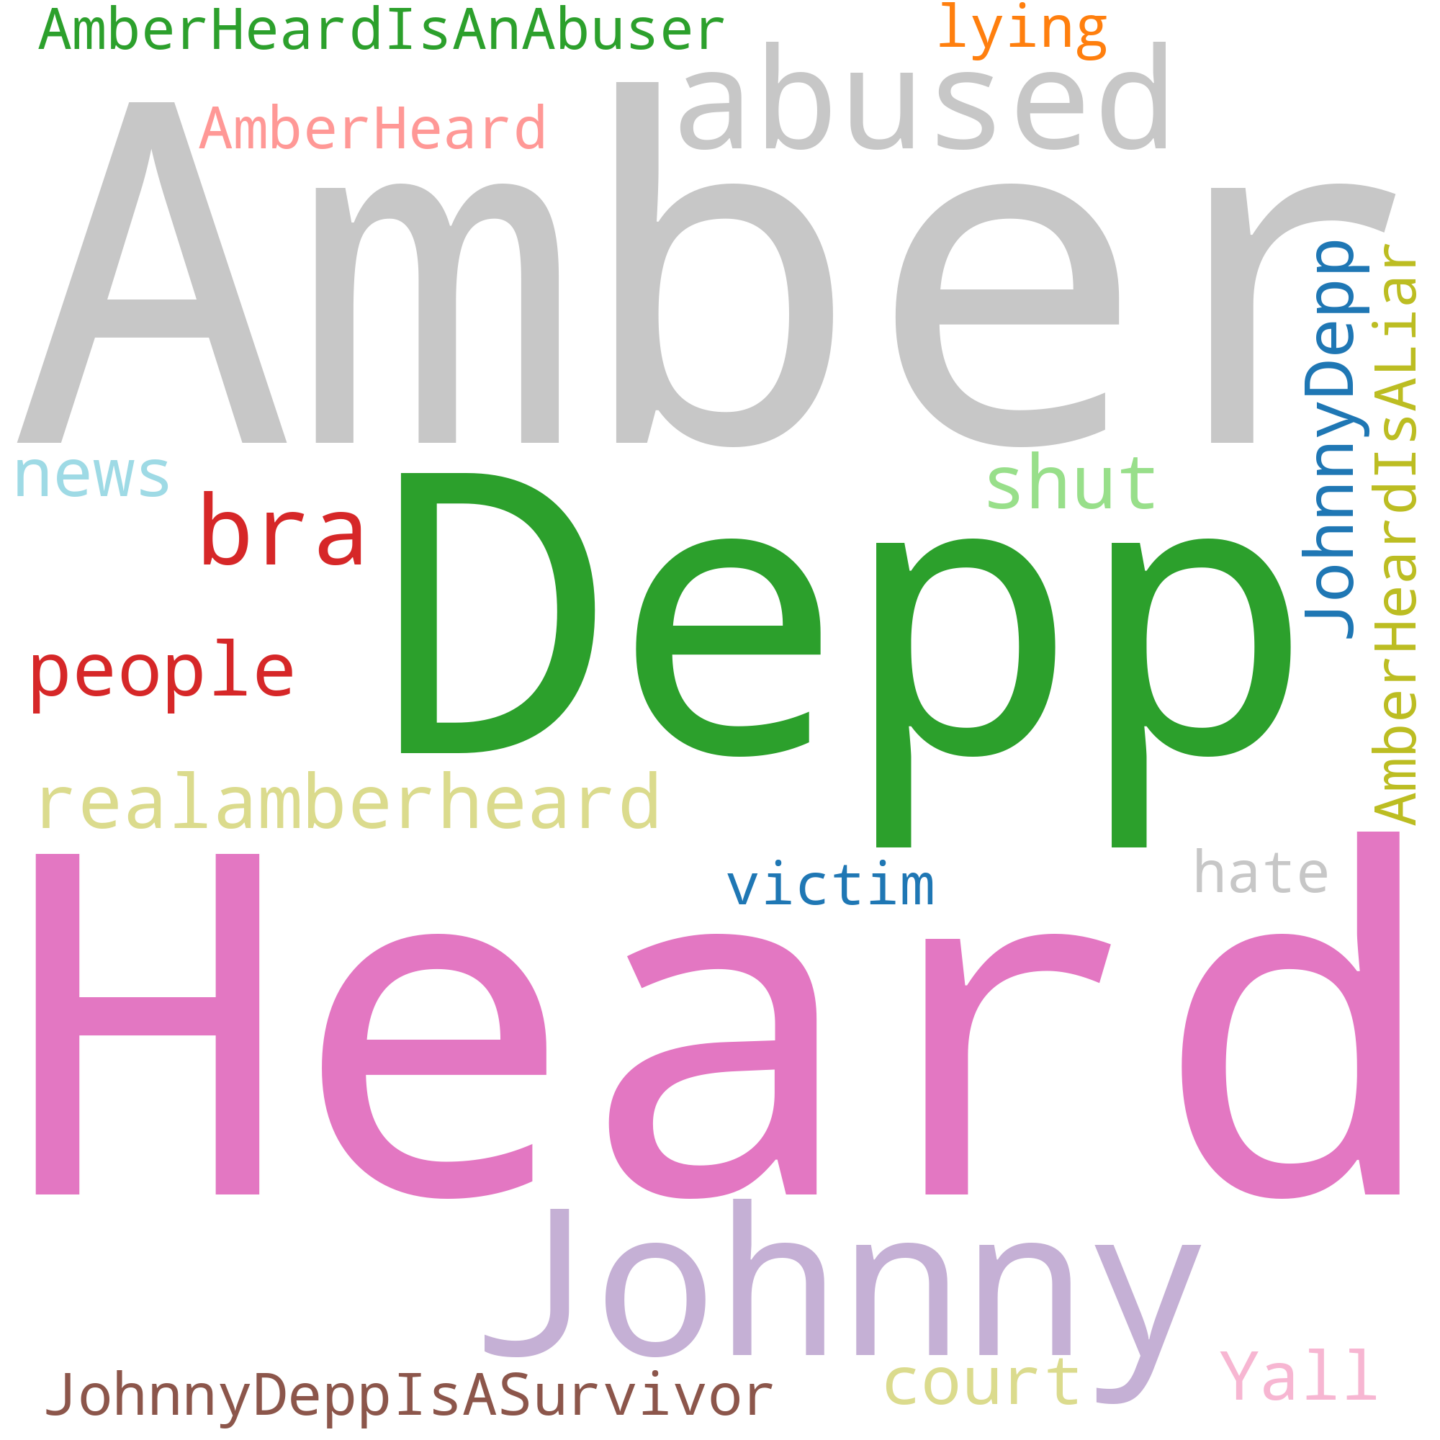 AmberHeardIsAnAbuser
lying
AmberHeard
abused
Amber
JohnnyDepp
AmberHeardIsALiar
news
bra
shut
Depp
people
realamberheard
victim
hate
Heard
Johnny
JohnnyDeppIsASurvivor
court
Yall